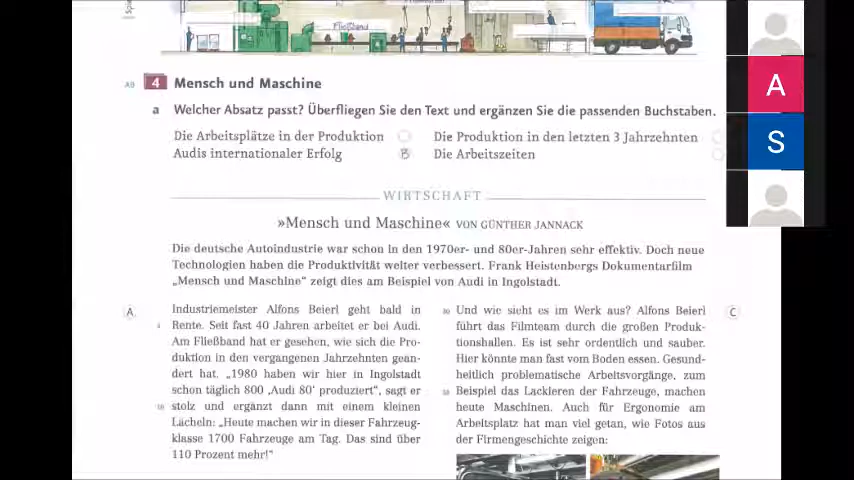 Fließband
AB 4 Mensch und Maschine
a Welcher Absatz passt? Überfliegen Sie den Text und ergänzen Sie die passenden Buchstaben.
Die Arbeitsplätze in der Produktion
Die Produktion in den letzten 3 Jahrzehnten
Audis internationaler Erfolg B
Die Arbeitszeiten
A
S
WIRTSCHAFT
»Mensch und Maschine« VON GÜNTHER JANNACK
Die deutsche Autoindustrie war schon in den 1970er- und 80er-Jahren sehr effektiv. Doch neue
Technologien haben die Produktivität weiter verbessert. Frank Heistenbergs Dokumentarfilm
„Mensch und Maschine“ zeigt dies am Beispiel von Audi in Ingolstadt.
A
Industriemeister Alfons Beierl geht bald in
Rente. Seit fast 40 Jahren arbeitet er bei Audi.
Am Fließband hat er gesehen, wie sich die Pro-
duktion in den vergangenen Jahrzehnten geän-
dert hat. „1980 haben wir hier in Ingolstadt
schon täglich 800 ‚Audi 80‘ produziert“, sagt er
10 stolz und ergänzt dann mit einem kleinen
Lächeln: „Heute machen wir in dieser Fahrzeug-
klasse 1700 Fahrzeuge am Tag. Das sind über
110 Prozent mehr!“
C
Und wie sieht es im Werk aus? Alfons Beierl
führt das Filmteam durch die großen Produk-
tionshallen. Es ist sehr ordentlich und sauber.
Hier könnte man fast vom Boden essen. Gesund-
heitlich problematische Arbeitsvorgänge, zum
Beispiel das Lackieren der Fahrzeuge, machen
heute Maschinen. Auch für Ergonomie am
Arbeitsplatz hat man viel getan, wie Fotos aus
der Firmengeschichte zeigen: